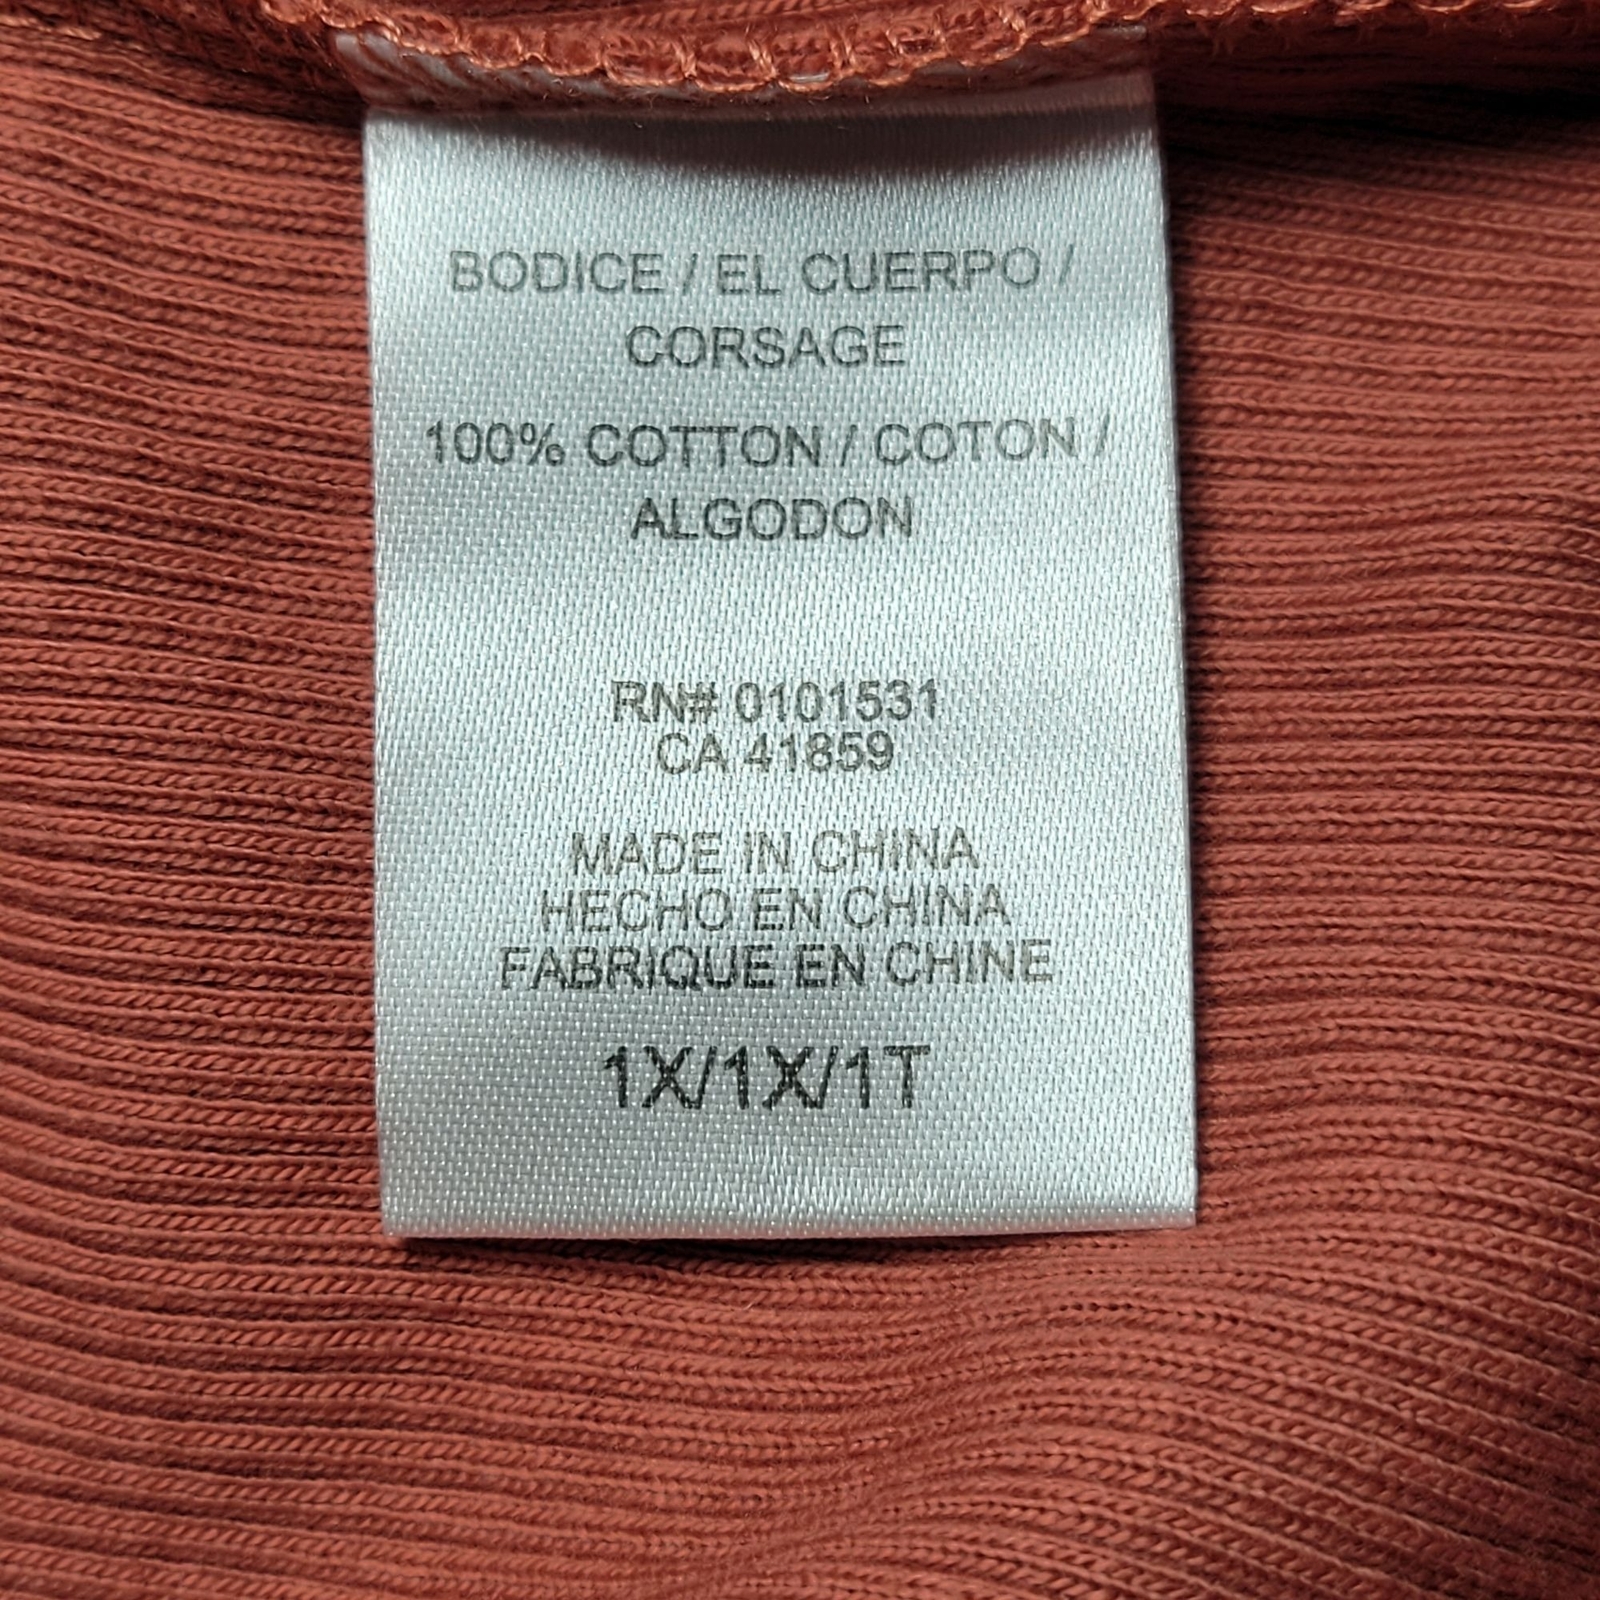 BODICE / EL CUERPO /
CORSAGE
100% COTTON / COTON /
ALGODON
RN# 0101531
CA 41859
MADE IN CHINA
HECHO EN CHINA
FABRIQUE EN CHINE
1X/1X/1T